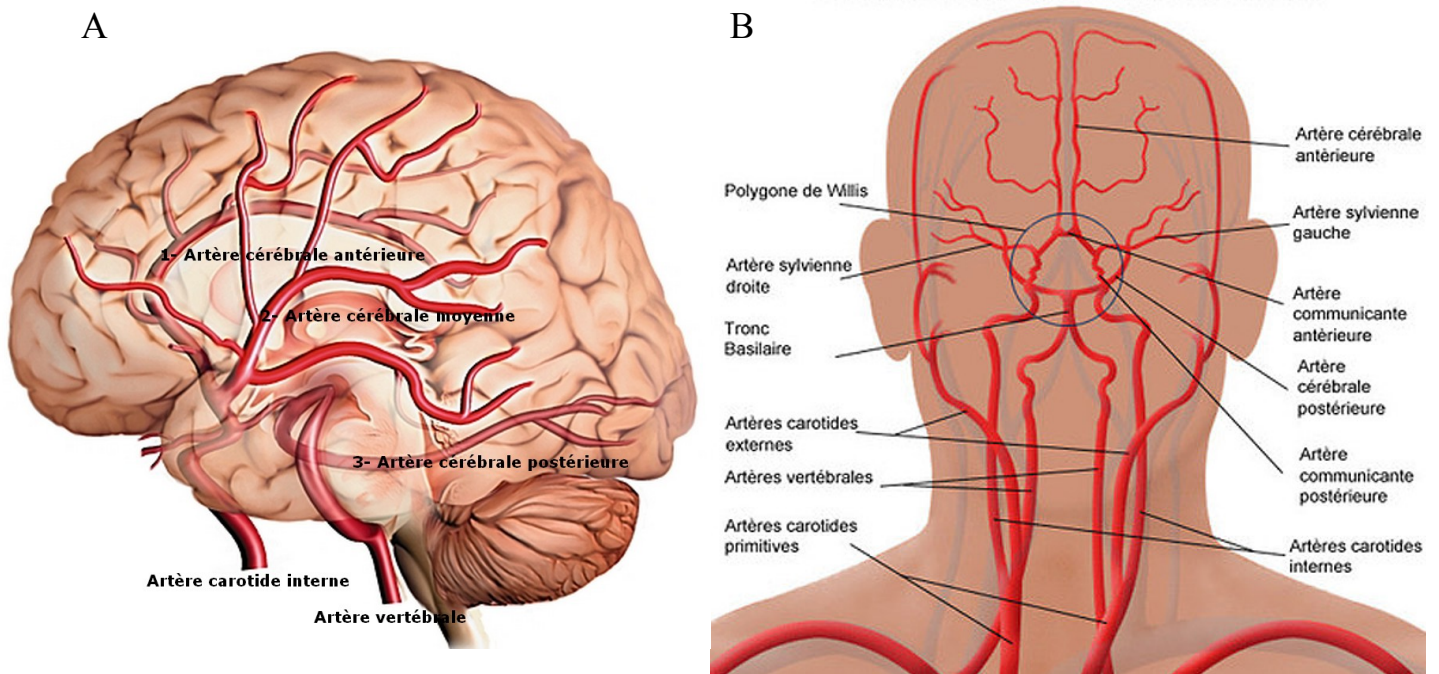 A
1- Artère cérébrale antérieure
2- Artère cérébrale moyenne
3- Artère cérébrale postérieure
Artère carotide interne
Artère vertébrale
B
Polygone de Willis
Artère sylvienne
droite
Tronc
Basilaire
Artères carotides
externes
Artères vertébrales
Artères carotides
primitives
Artère cérébrale
antèrieure
Artère sylvienne
gauche
Artère
communicante
antèrieure
Artère
cérébrale
postérieure
Artère
communicante
postérieure
Artères carotides
internes